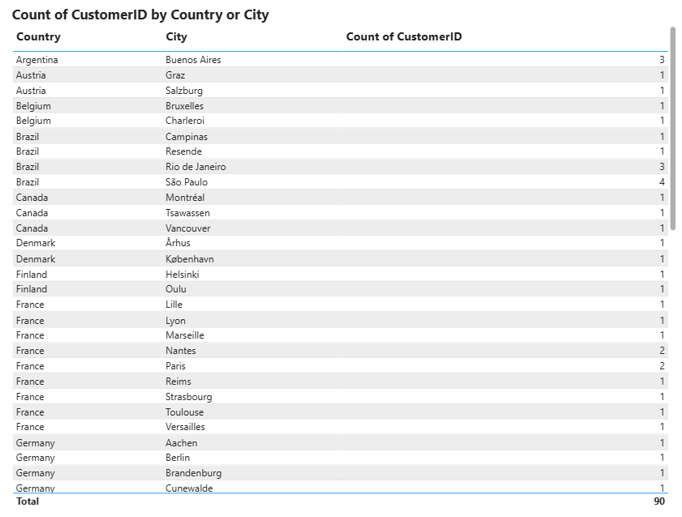 Count of CustomerID by Country or City
Country City Count of CustomerID
Argentina Buenos Aires 3
Austria Graz 1
Austria Salzburg 1
Belgium Bruxelles 1
Belgium Charleroi 1
Brazil Campinas 1
Brazil Resende 1
Brazil Rio de Janeiro 3
Brazil São Paulo 4
Canada Montréal 1
Canada Tsawassen 1
Canada Vancouver 1
Denmark Århus 1
Denmark København 1
Finland Helsinki 1
Finland Oulu 1
France Lille 1
France Lyon 1
France Marseille 1
France Nantes 2
France Paris 2
France Reims 1
France Strasbourg 1
France Toulouse 1
France Versailles 1
Germany Aachen 1
Germany Berlin 1
Germany Brandenburg 1
Germany Cunewalde 1
Total 90